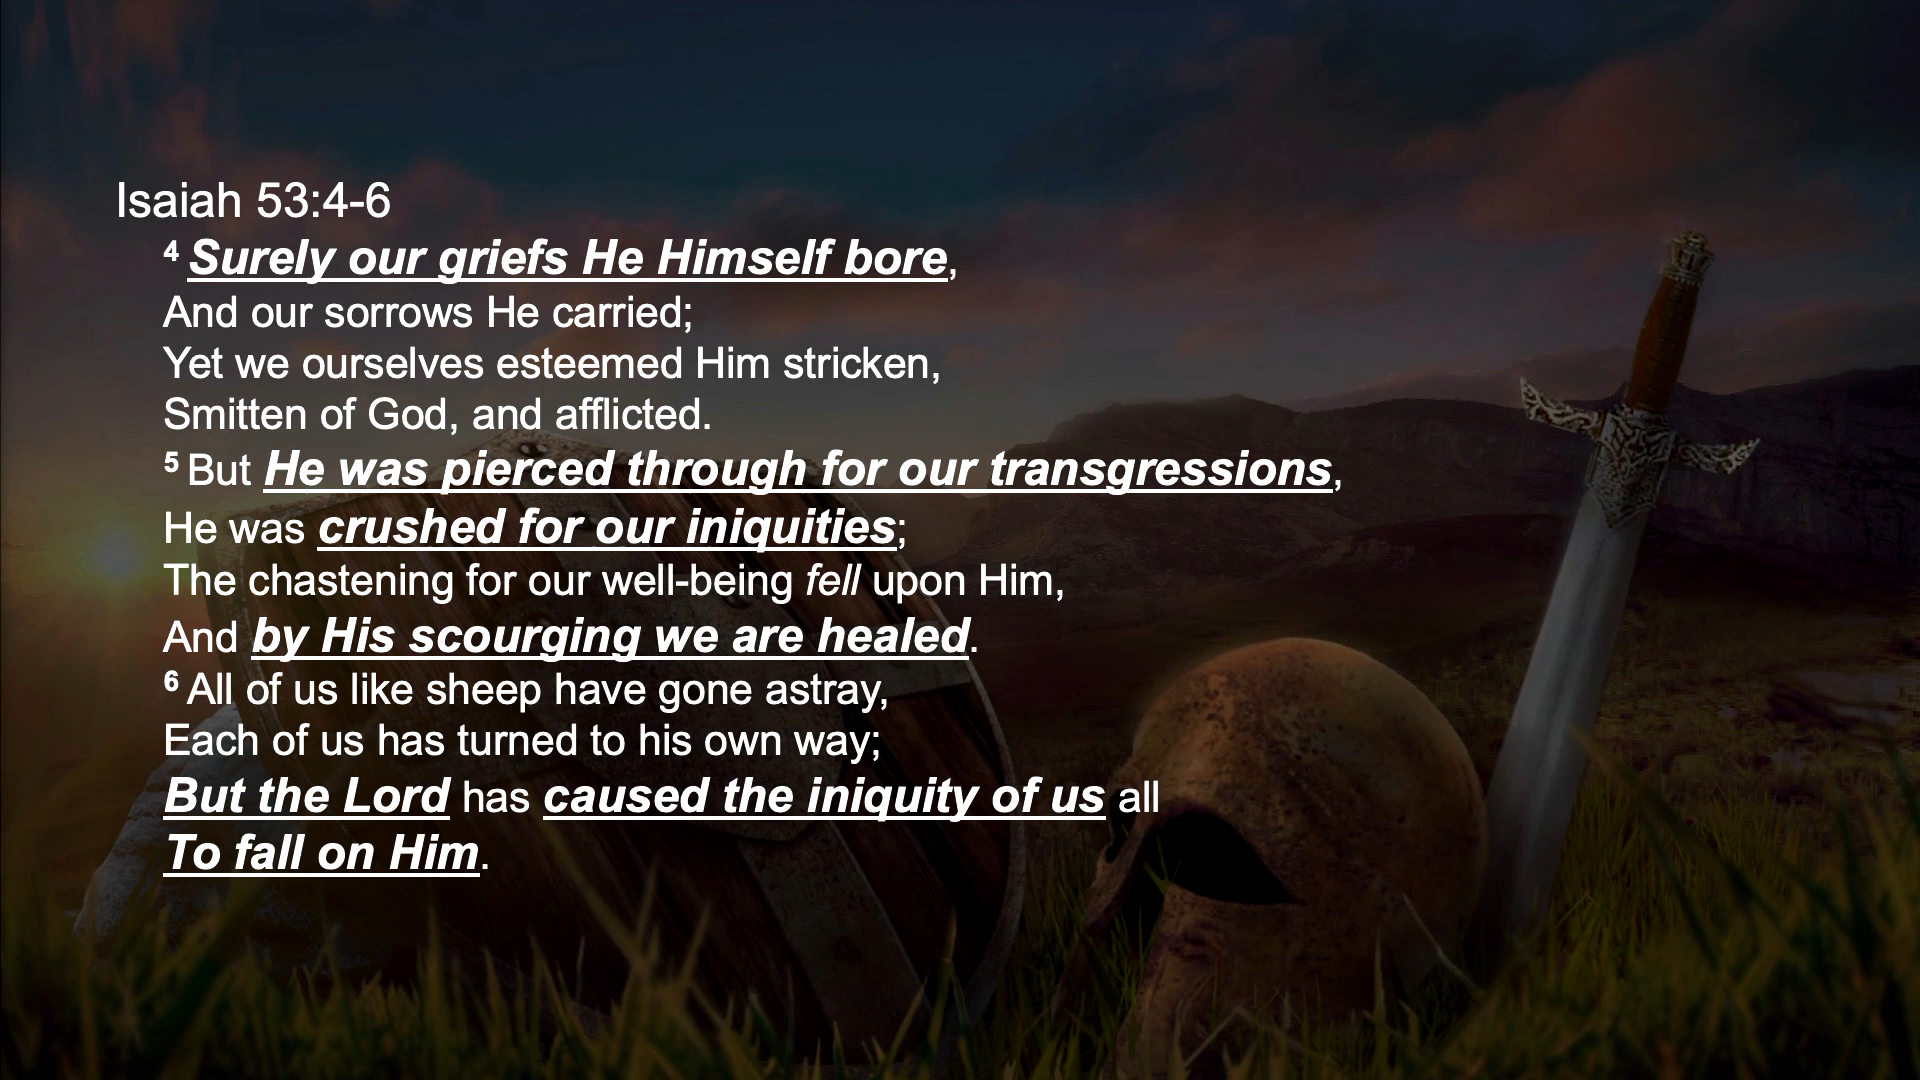 Isaiah 53:4-6
4 Surely our griefs He Himself bore,
And our sorrows He carried;
Yet we ourselves esteemed Him stricken,
Smitten of God, and afflicted.
5 But He was pierced through for our transgressions,
He was crushed for our iniquities;
The chastening for our well-being fell upon Him,
And by His scourging we are healed.
6 All of us like sheep have gone astray,
Each of us has turned to his own way;
But the Lord has caused the iniquity of us all
To fall on Him.